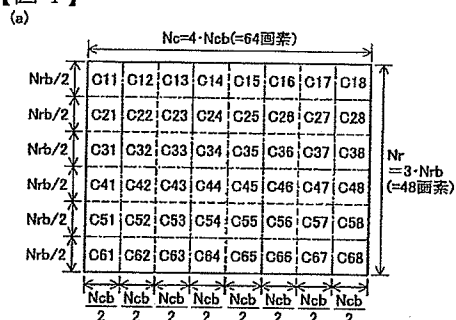 (a)
Nc=4·Ncb(=64画素)
Nrb/2 C11 C12 C13 C14 C15 C16 C17 C18
Nrb/2 C21 C22 C23 C24 C25 C26 C27 C28
Nrb/2 C31 C32 C33 C34 C35 C36 C37 C38
Nr
=3·Nrb
(=48画素)
Nrb/2 C41 C42 C43 C44 C45 C46 C47 C48
Nrb/2 C51 C52 C53 C54 C55 C56 C57 C58
Nrb/2 C61 C62 C63 C64 C65 C66 C67 C68
Ncb Ncb Ncb Ncb Ncb Ncb Ncb Ncb
2 2 2 2 2 2 2 2